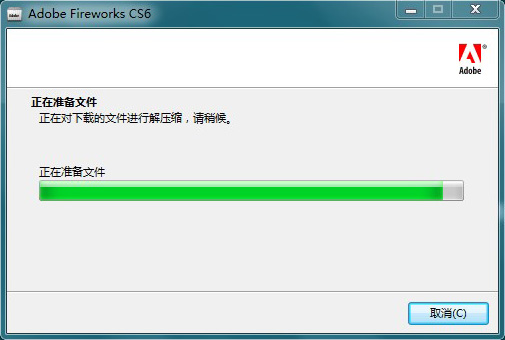 Adobe Fireworks CS6
Adobe
正在准备文件
正在对下载的文件进行解压缩，请稍候。
正在准备文件
取消(C)